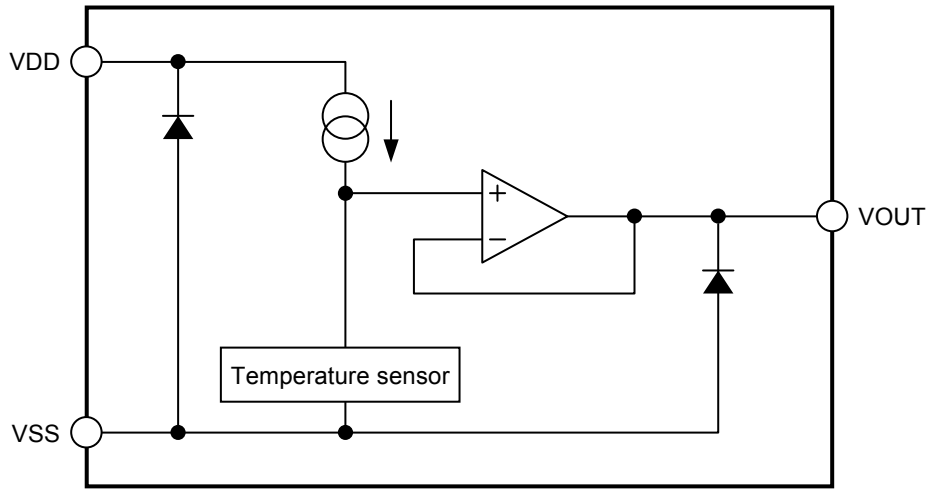 VDD
+
−
VOUT
Temperature sensor
VSS